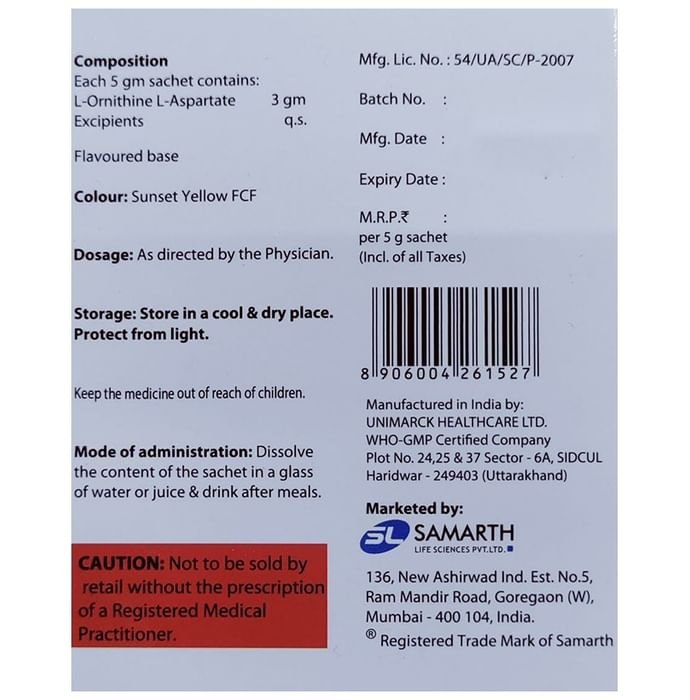 Composition
Each 5 gm sachet contains:
L-Ornithine L-Aspartate 3 gm
Excipients q.s.
Flavoured base
Colour: Sunset Yellow FCF
Dosage: As directed by the Physician.
Storage: Store in a cool & dry place.
Protect from light.
Keep the medicine out of reach of children.
Mode of administration: Dissolve
the content of the sachet in a glass
of water or juice & drink after meals.
CAUTION: Not to be sold by
retail without the prescription
of a Registered Medical
Practitioner.
Mfg. Lic. No. : 54/UA/SC/P-2007
Batch No. :
Mfg. Date :
Expiry Date :
M.R.P.₹ :
per 5 g sachet
(Incl. of all Taxes)
8 906004 261527
Manufactured in India by:
UNIMARCK HEALTHCARE LTD.
WHO-GMP Certified Company
Plot No. 24,25 & 37 Sector - 6A, SIDCUL
Haridwar - 249403 (Uttarakhand)
Marketed by:
SL SAMARTH
LIFE SCIENCES PVT.LTD.
136, New Ashirwad Ind. Est. No.5,
Ram Mandir Road, Goregaon (W),
Mumbai - 400 104, India.
® Registered Trade Mark of Samarth